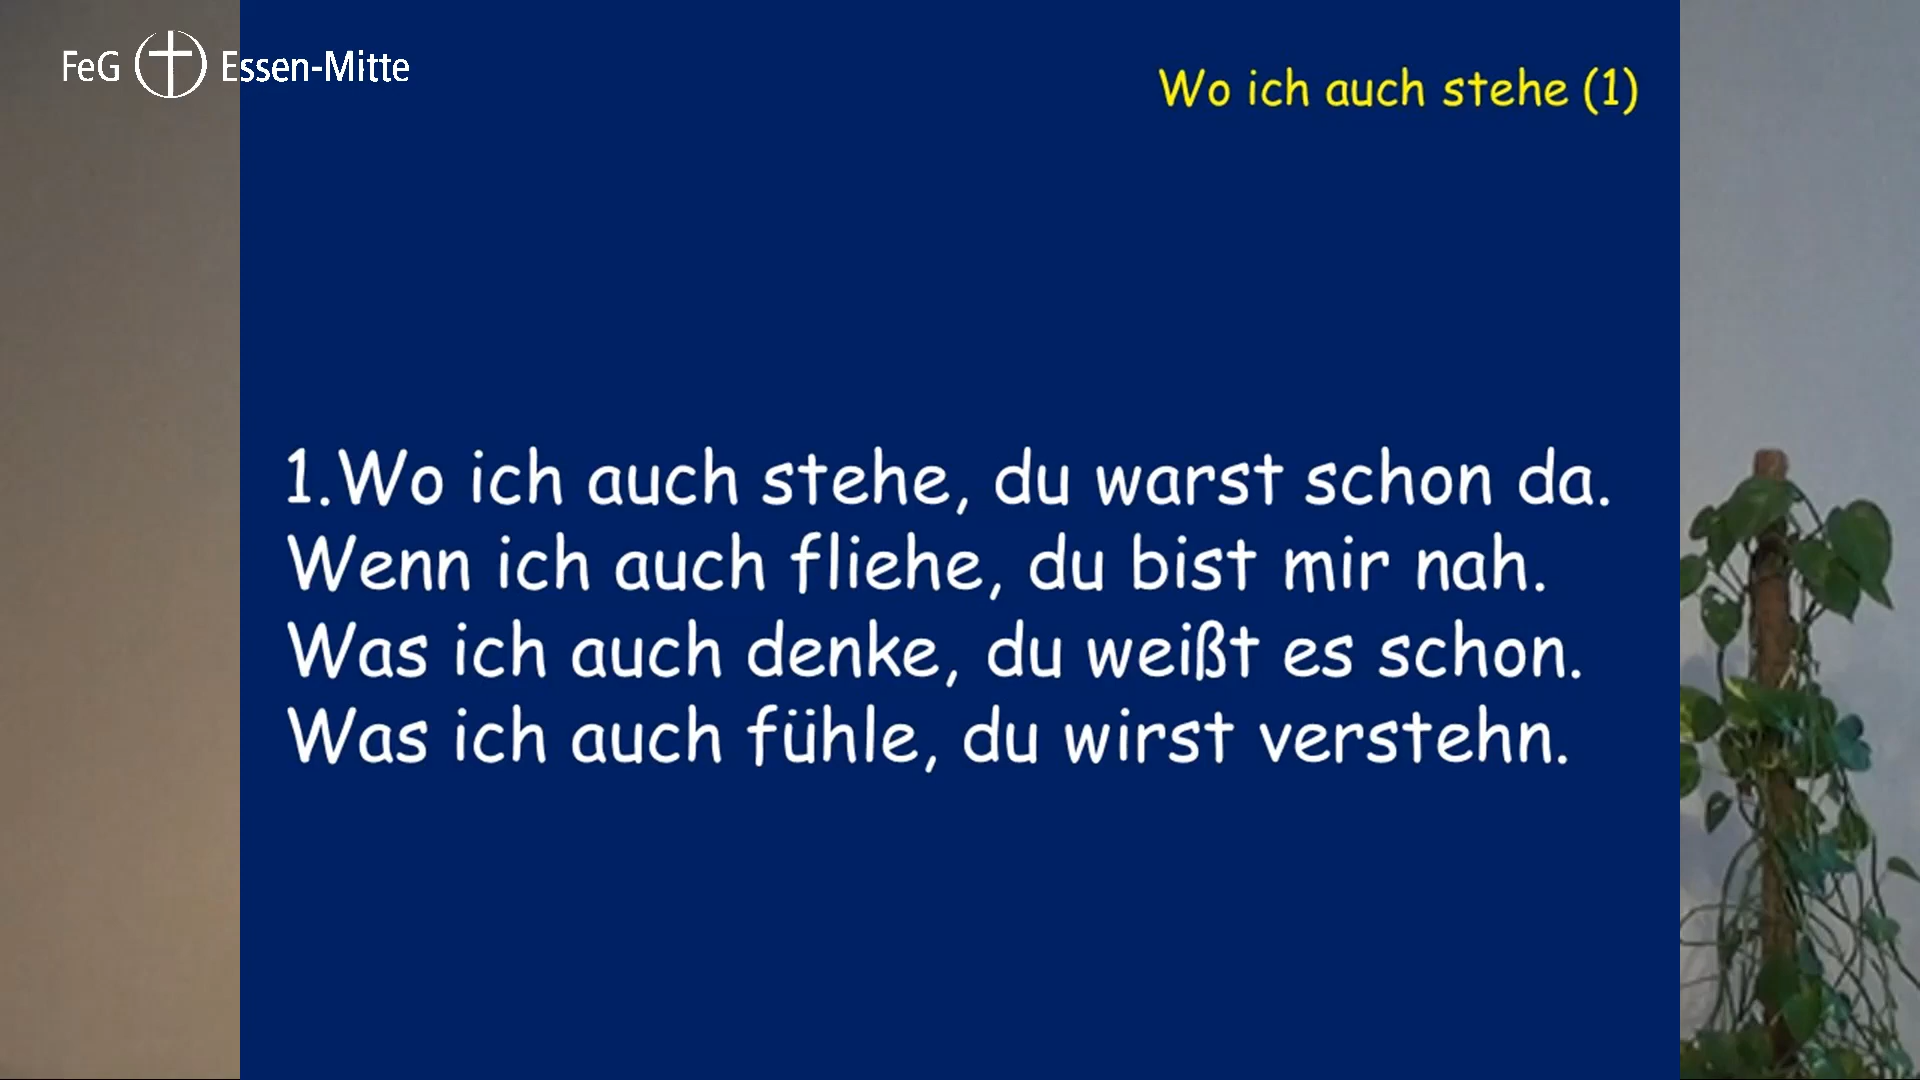 FeG Essen-Mitte
Wo ich auch stehe (1)
1.Wo ich auch stehe, du warst schon da.
Wenn ich auch fliehe, du bist mir nah.
Was ich auch denke, du weißt es schon.
Was ich auch fühle, du wirst verstehn.